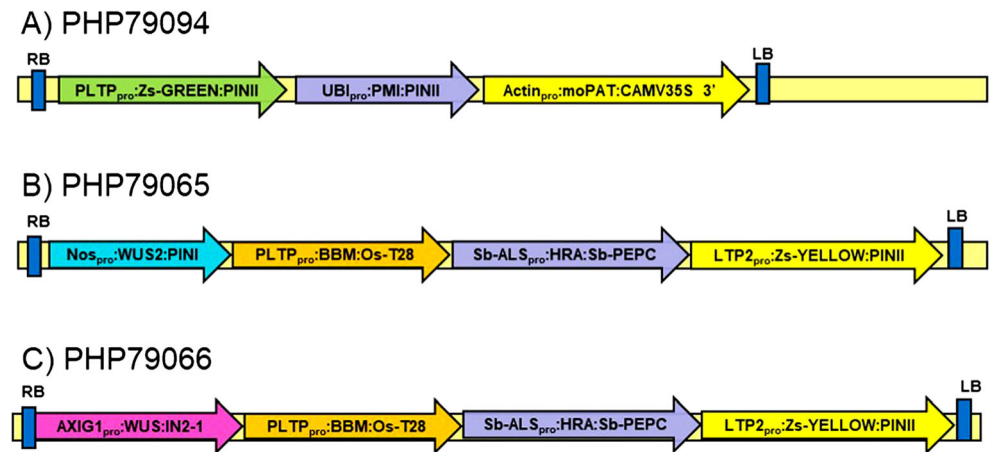 A) PHP79094
RB
LB
PLTPpro:Zs-GREEN:PINII
UBIpro:PMI:PINII
Actinpro:moPAT:CAMV35S 3'
B) PHP79065
RB
LB
Nospro:WUS2:PINI
PLTPpro:BBM:Os-T28
Sb-ALSpro:HRA:Sb-PEPC
LTP2pro:Zs-YELLOW:PINII
C) PHP79066
RB
LB
AXIG1pro:WUS:IN2-1
PLTPpro:BBM:Os-T28
Sb-ALSpro:HRA:Sb-PEPC
LTP2pro:Zs-YELLOW:PINII